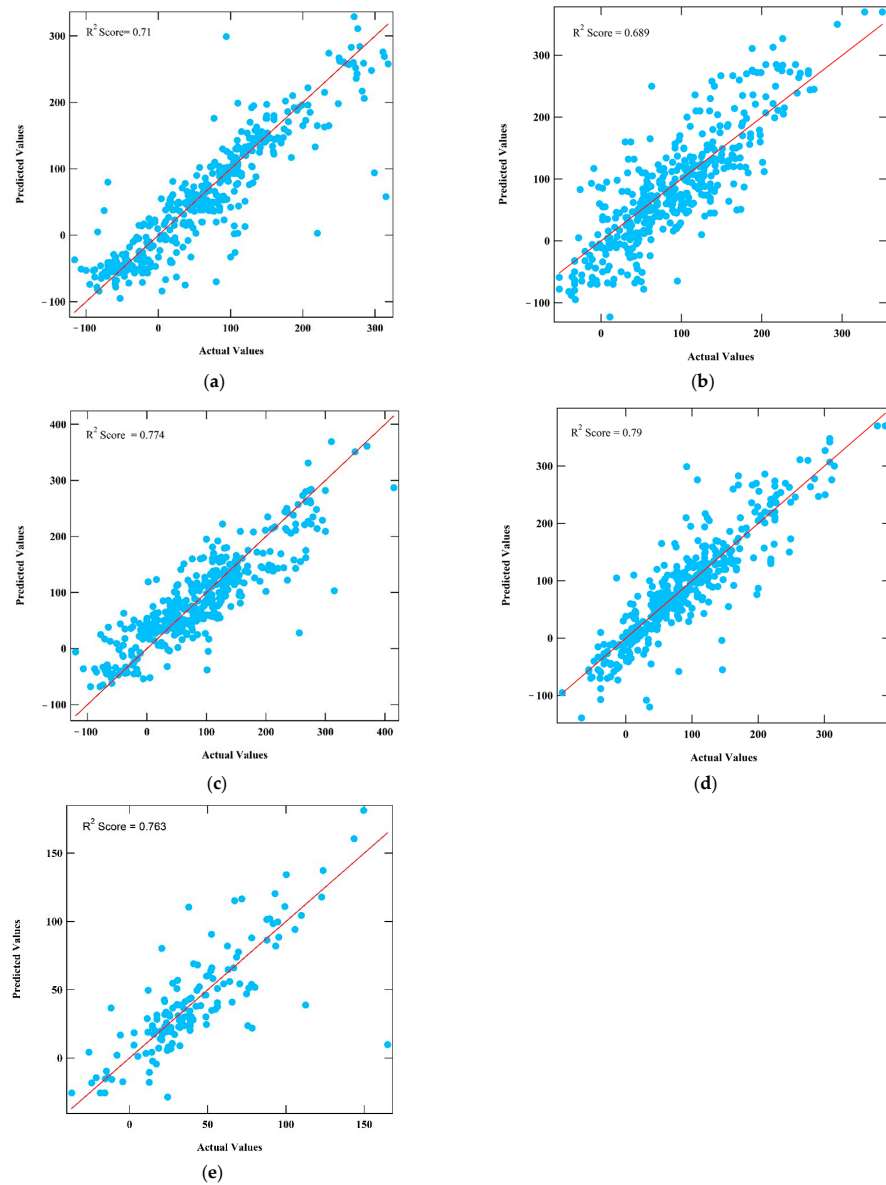 R² Score= 0.71
300
200
100
0
−100
Predicted Values
−100 0 100 200 300
Actual Values
(a)
R² Score = 0.689
300
200
100
0
−100
Predicted Values
0 100 200 300
Actual Values
(b)
R² Score = 0.774
400
300
200
100
0
−100
Predicted Values
−100 0 100 200 300 400
Actual Values
(c)
R² Score = 0.79
300
200
100
0
−100
Predicted Values
0 100 200 300
Actual Values
(d)
R² Score = 0.763
150
100
50
0
Predicted Values
0 50 100 150
Actual Values
(e)